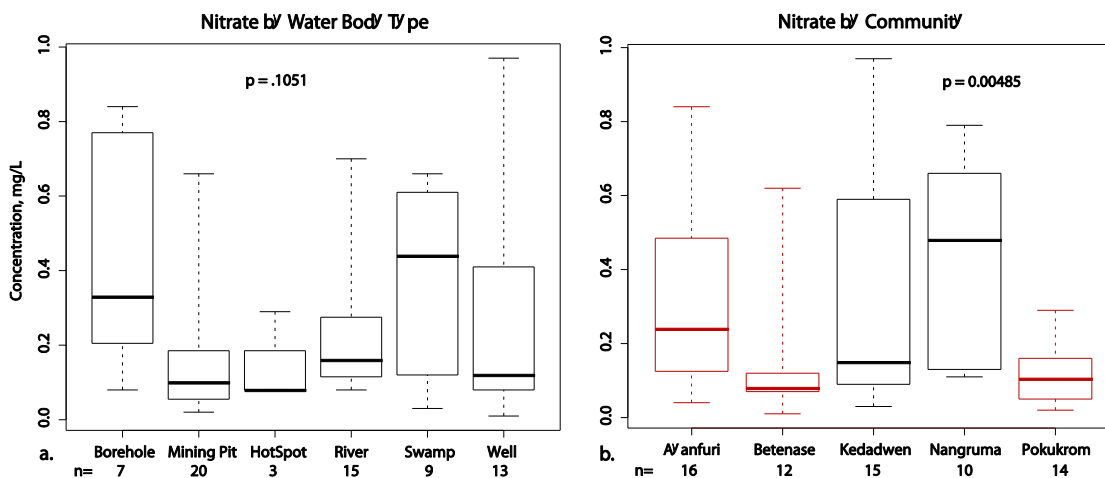 Nitrate by Water Body Type
p = .1051
Concentration, mg/L
1.0
0.8
0.6
0.4
0.2
0.0
Borehole Mining Pit HotSpot River Swamp Well
a.
n= 7 20 3 15 9 13
Nitrate by Community
p = 0.00485
1.0
0.8
0.6
0.4
0.2
0.0
Ayanfuri Betenase Kedadwen Nangruma Pokukrom
b.
n= 16 12 15 10 14